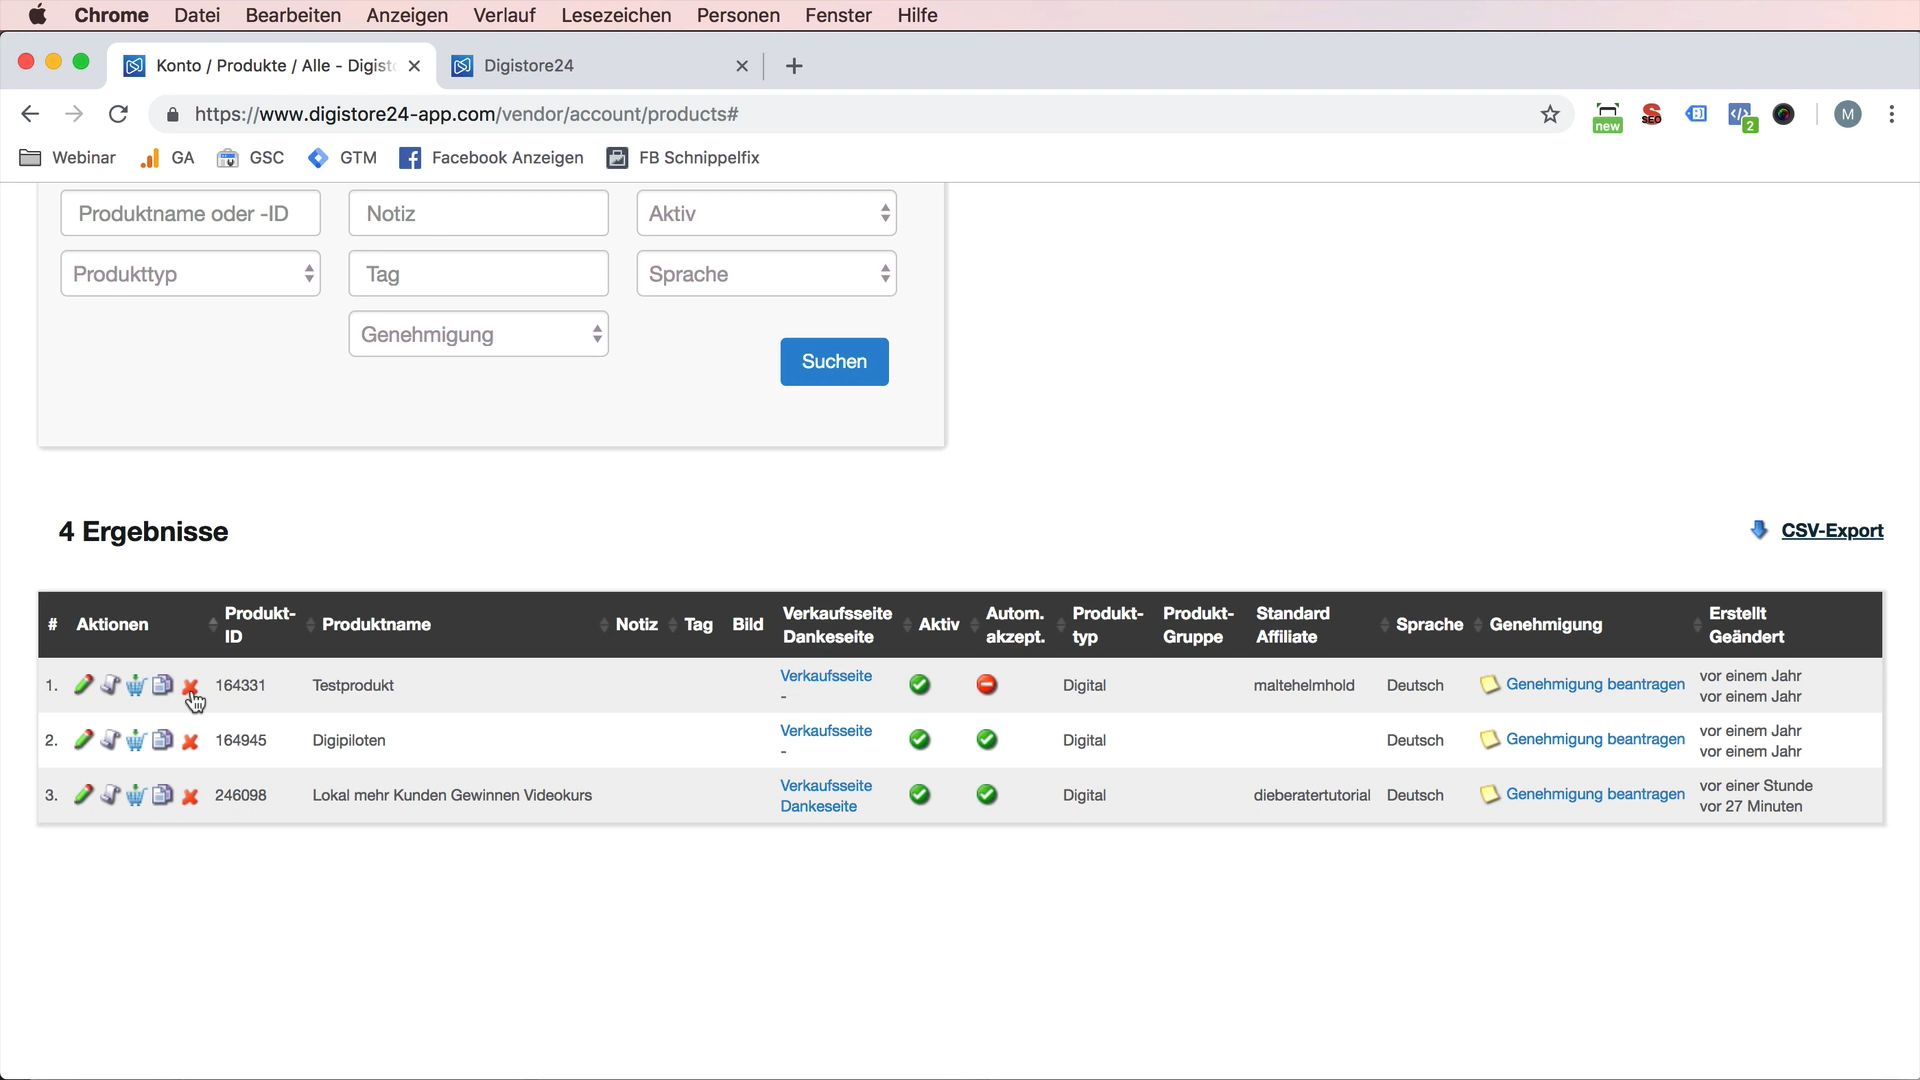 Chrome Datei Bearbeiten Anzeigen Verlauf Lesezeichen Personen Fenster Hilfe
Konto / Produkte / Alle - Digist
Digistore24
https://www.digistore24-app.com/vendor/account/products#
new
SEO
2
M
Webinar GA GSC GTM Facebook Anzeigen FB Schnippelfix
Produktname oder -ID Notiz Aktiv
Produkttyp Tag Sprache
Genehmigung
Suchen
4 Ergebnisse
CSV-Export
# Aktionen Produkt-ID Produktname Notiz Tag Bild Verkaufsseite Dankeseite Aktiv Autom. akzept. Produkt-typ Produkt-Gruppe Standard Affiliate Sprache Genehmigung Erstellt Geändert
1. 164331 Testprodukt Verkaufsseite - Digital maltehelmhold Deutsch Genehmigung beantragen vor einem Jahr vor einem Jahr
2. 164945 Digipiloten Verkaufsseite - Digital Deutsch Genehmigung beantragen vor einem Jahr vor einem Jahr
3. 246098 Lokal mehr Kunden Gewinnen Videokurs Verkaufsseite Dankeseite Digital dieberatertutorial Deutsch Genehmigung beantragen vor einer Stunde vor 27 Minuten